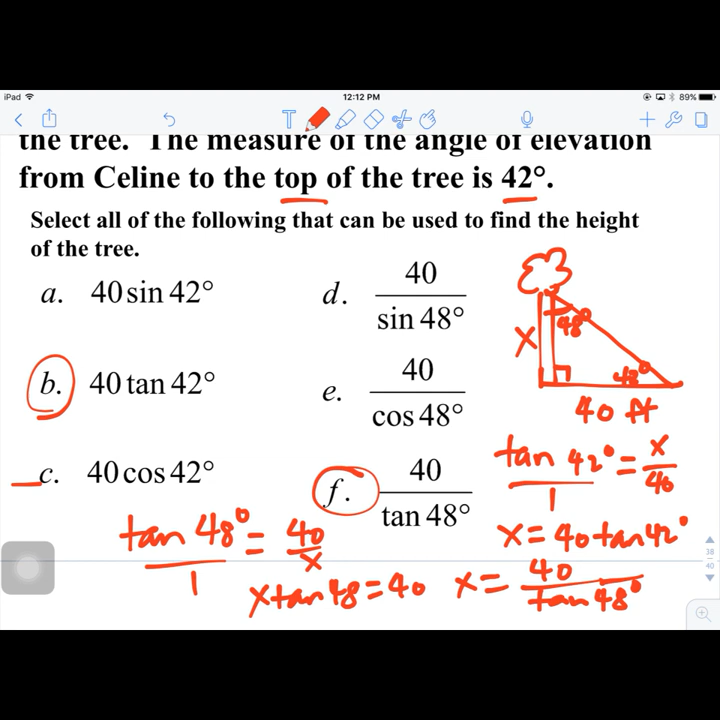 iPad 12:12 PM 89%
the tree. The measure of the angle of elevation
from Celine to the top of the tree is 42°.
Select all of the following that can be used to find the height
of the tree.
a. 40 sin 42°
d. 40 / sin 48°
b. 40 tan 42°
e. 40 / cos 48°
c. 40 cos 42°
f. 40 / tan 48°
48°
x
42°
40 ft
tan 42° / 1 = x / 40
x = 40 tan 42°
tan 48° / 1 = 40 / x
x tan 48 = 40
x = 40 / tan 48°
T
38
40